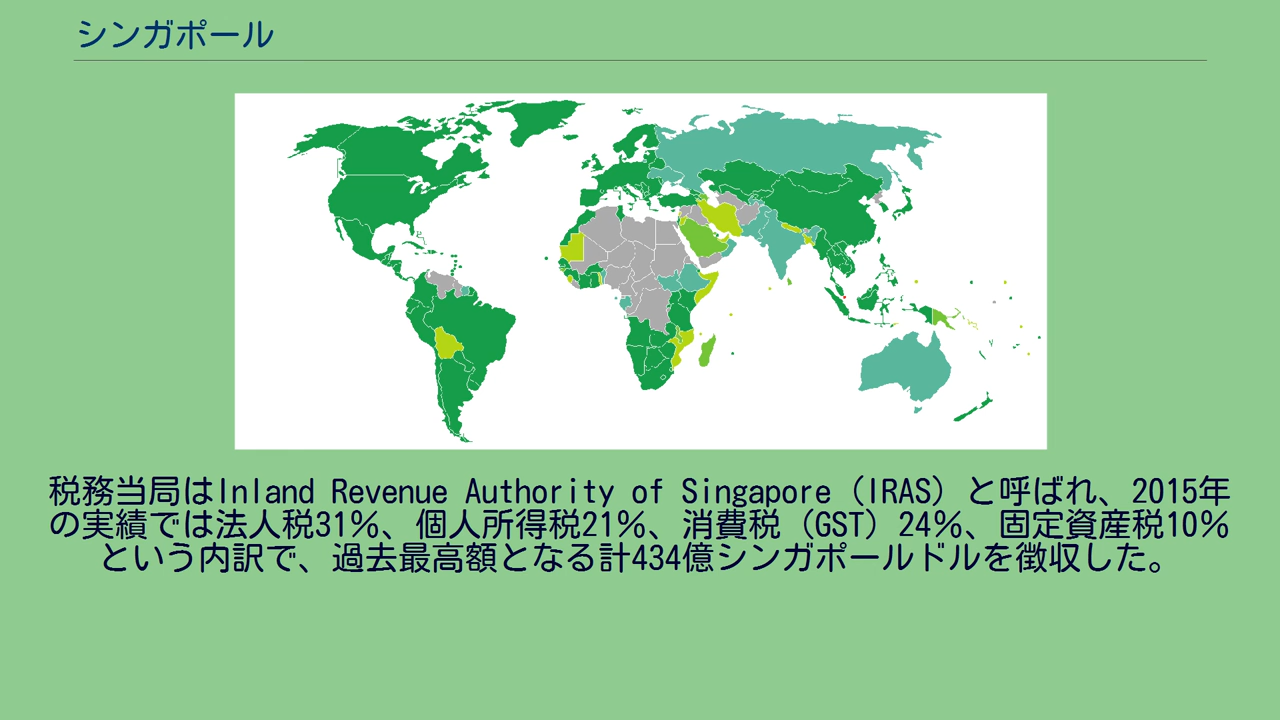 シンガポール
税務当局はInland Revenue Authority of Singapore（IRAS）と呼ばれ、2015年
の実績では法人税31％、個人所得税21％、消費税（GST）24％、固定資産税10％
という内訳で、過去最高額となる計434億シンガポールドルを徴収した。